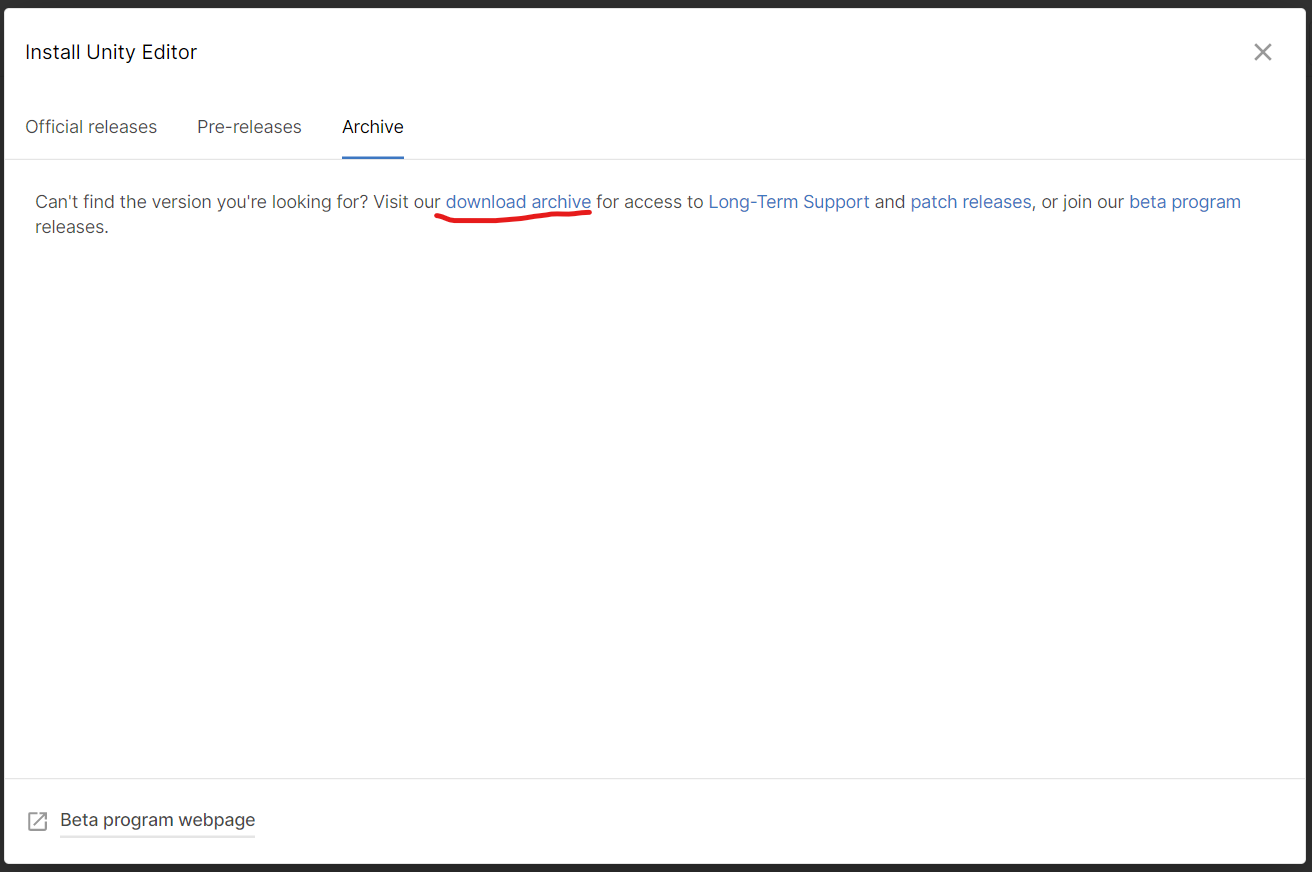 Install Unity Editor
Official releases
Pre-releases
Archive
Can't find the version you're looking for? Visit our download archive for access to Long-Term Support and patch releases, or join our beta program
releases.
Beta program webpage